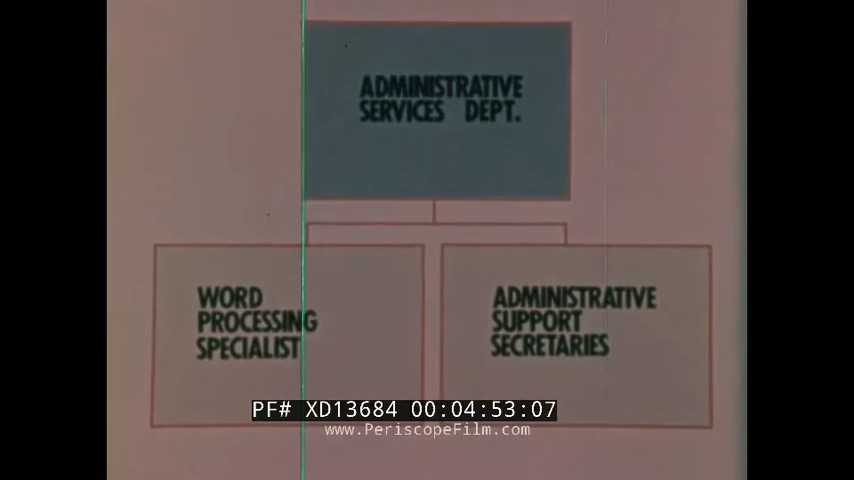 ADMINISTRATIVE
SERVICES DEPT.
WORD
PROCESSING
SPECIALIST
ADMINISTRATIVE
SUPPORT
SECRETARIES
PF# XD13684 00:04:53:07
www.PeriscopeFilm.com